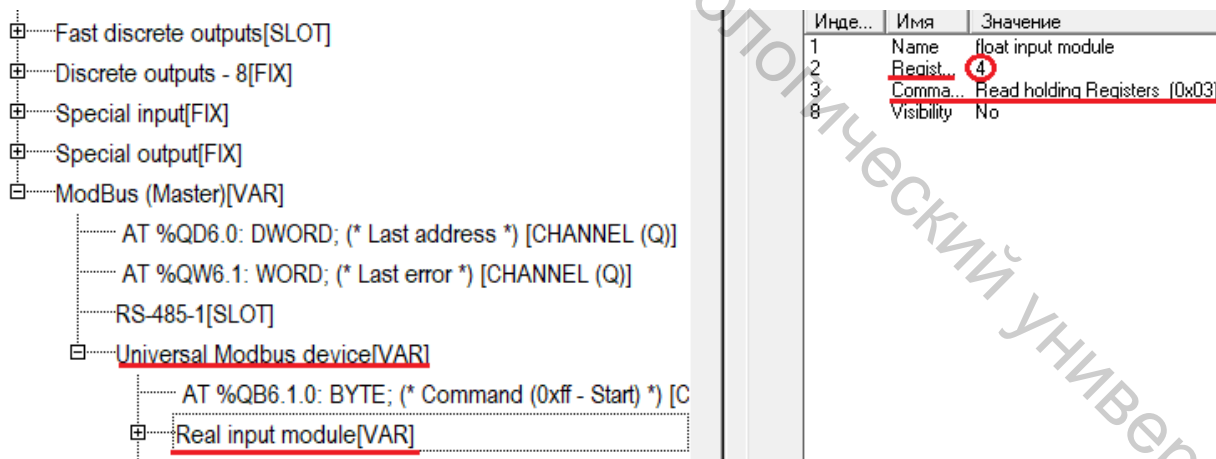 Fast discrete outputs[SLOT]
Discrete outputs - 8[FIX]
Special input[FIX]
Special output[FIX]
ModBus (Master)[VAR]
AT %QD6.0: DWORD; (* Last address *) [CHANNEL (Q)]
AT %QW6.1: WORD; (* Last error *) [CHANNEL (Q)]
RS-485-1[SLOT]
Universal Modbus device[VAR]
AT %QB6.1.0: BYTE; (* Command (0xff - Start) *) [C
Real input module[VAR]
Инде... Имя Значение
1 Name float input module
2 Regist... 4
3 Comma... Read holding Registers (0x03)
8 Visibility No
ологический универ